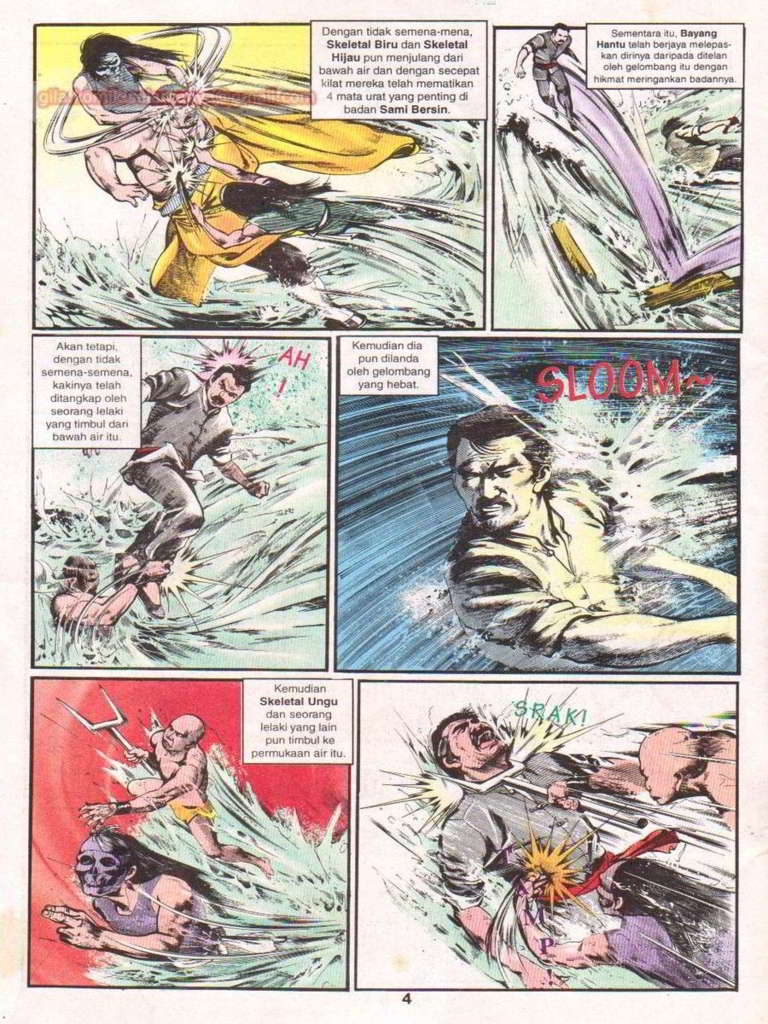 Dengan tidak semena-mena,
Skeletal Biru dan Skeletal
Hijau pun menjulang dari
bawah air dan dengan secepat
kilat mereka telah mematikan
4 mata urat yang penting di
badan Sami Bersin.
Sementara itu, Bayang
Hantu telah berjaya melepas-
kan dirinya daripada ditelan
oleh gelombang itu dengan
hikmat meringankan badannya.
Akan tetapi,
dengan tidak
semena-semena,
kakinya telah
ditangkap oleh
seorang lelaki
yang timbul dari
bawah air itu.
AH
!
Kemudian dia
pun dilanda
oleh gelombang
yang hebat.
SLOOM~
Kemudian
Skeletal Ungu
dan seorang
lelaki yang lain
pun timbul ke
permukaan air itu.
SRAK!
TAMP!
4